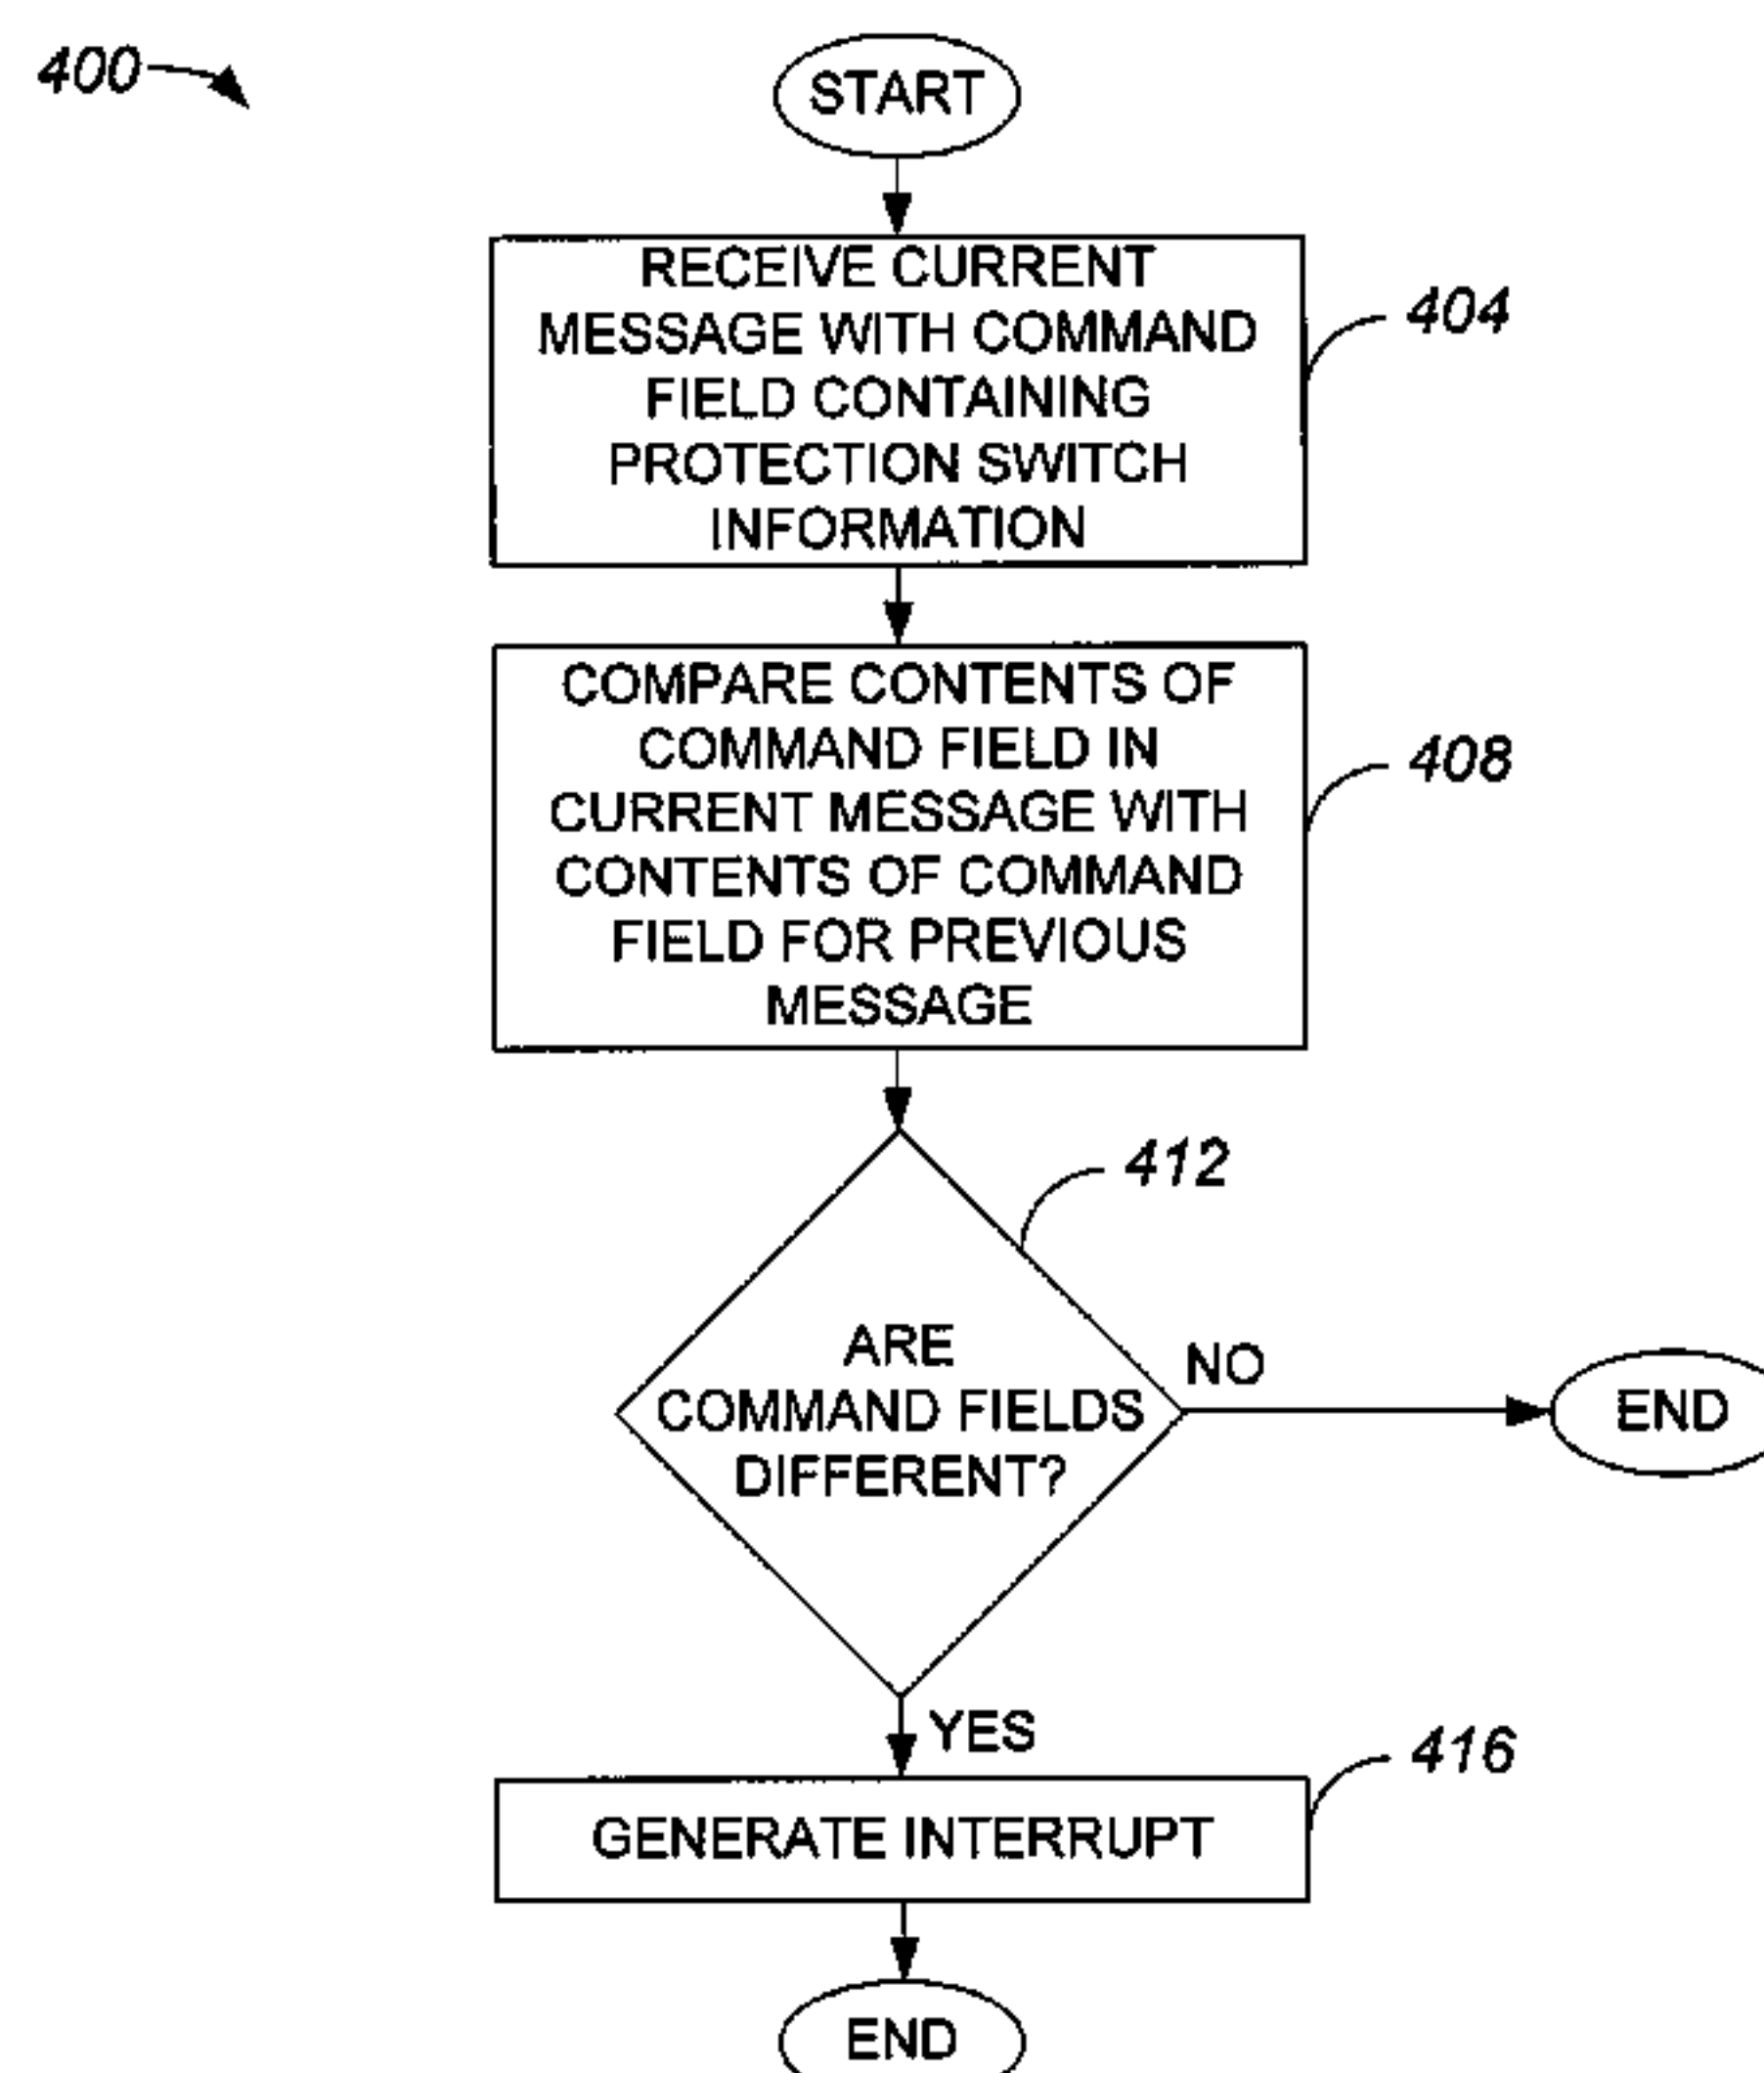 400
START
RECEIVE CURRENT
MESSAGE WITH COMMAND
FIELD CONTAINING
PROTECTION SWITCH
INFORMATION
404
COMPARE CONTENTS OF
COMMAND FIELD IN
CURRENT MESSAGE WITH
CONTENTS OF COMMAND
FIELD FOR PREVIOUS
MESSAGE
408
412
ARE
COMMAND FIELDS
DIFFERENT?
NO
END
YES
GENERATE INTERRUPT
416
END